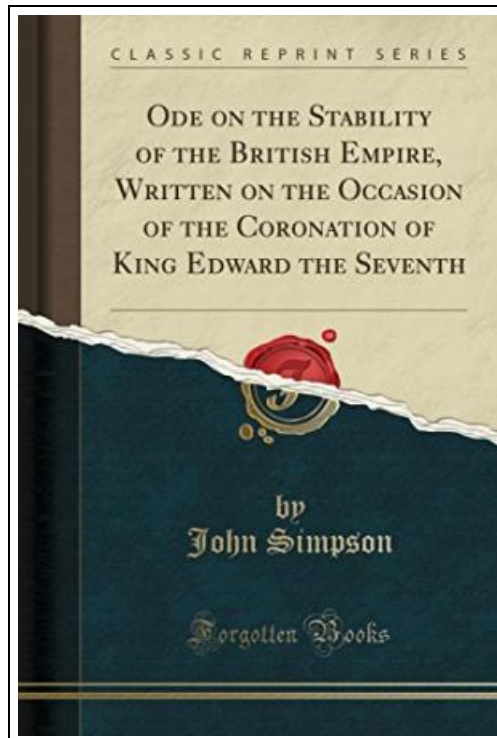 CLASSIC REPRINT SERIES
ODE ON THE STABILITY
OF THE BRITISH EMPIRE,
WRITTEN ON THE OCCASION
OF THE CORONATION OF
KING EDWARD THE SEVENTH
by
John Simpson
Forgotten Books